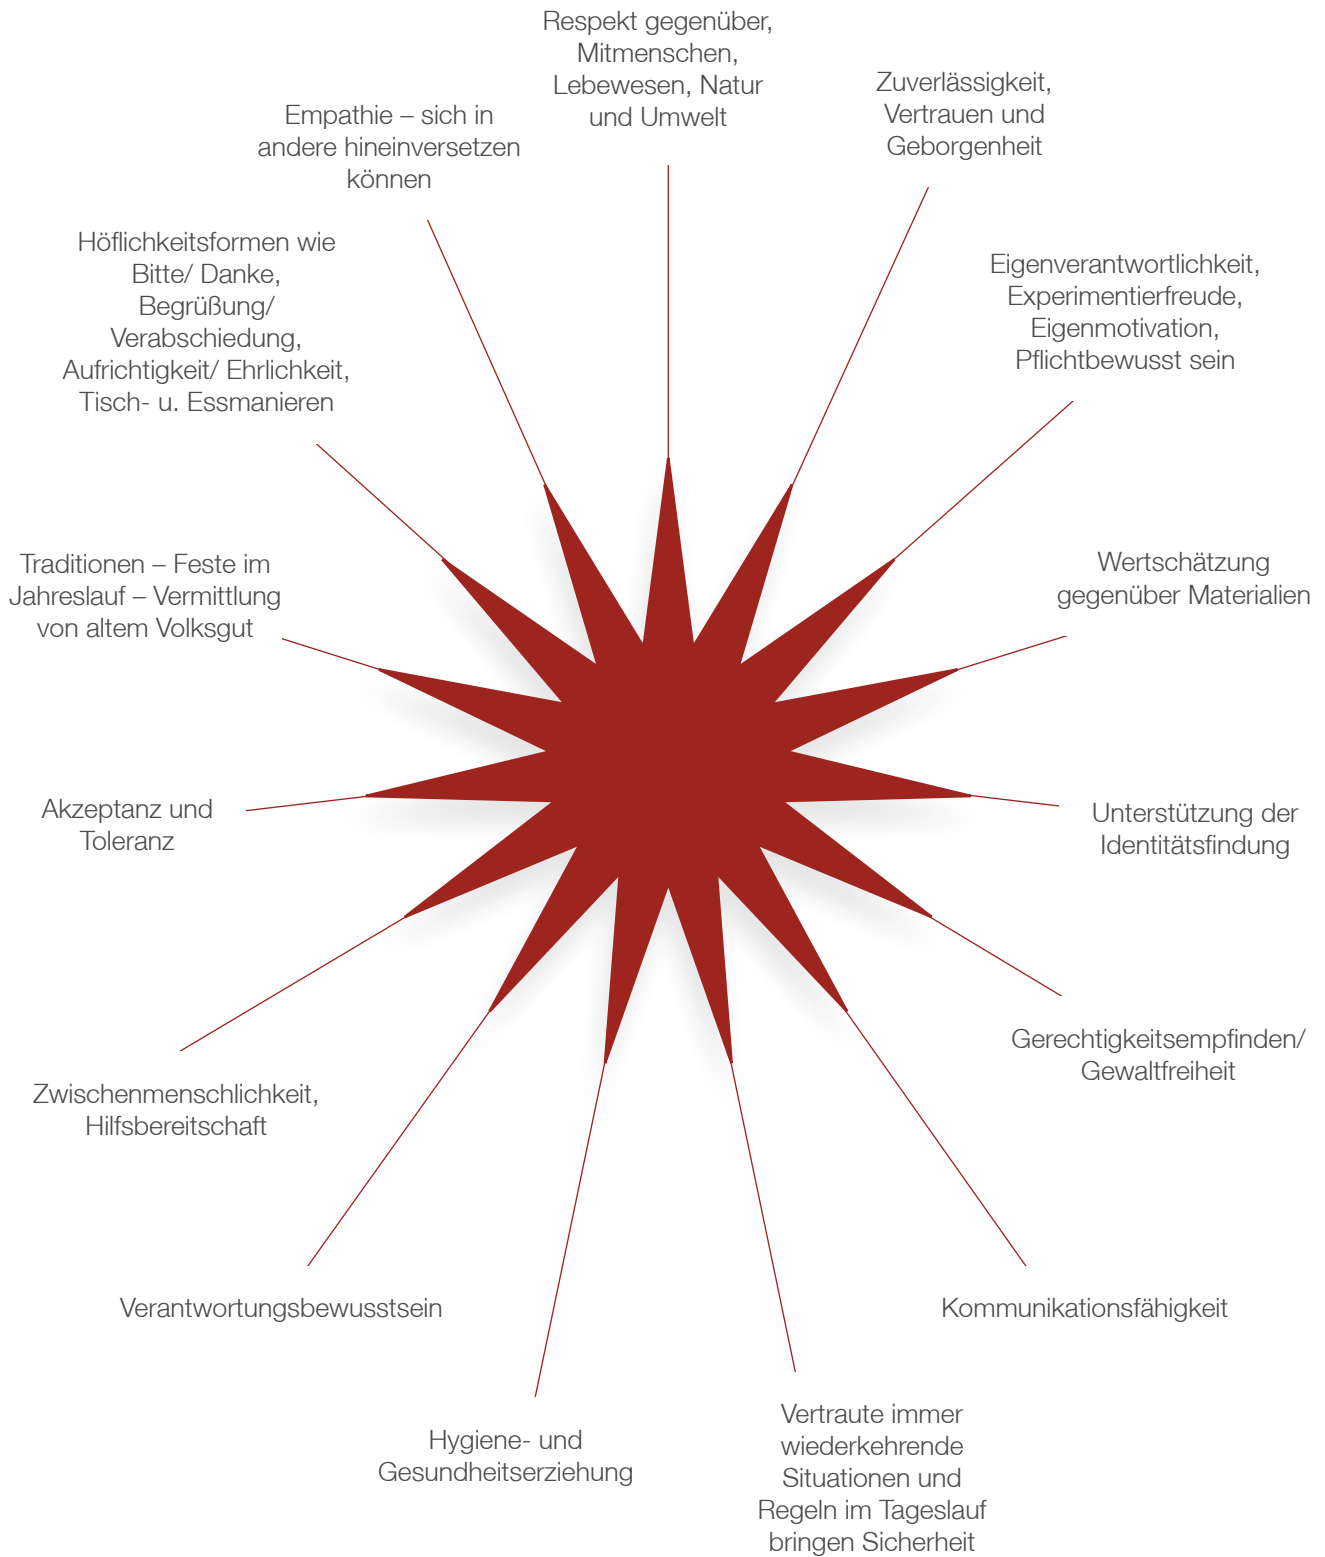 Respekt gegenüber,
Mitmenschen,
Lebewesen, Natur
und Umwelt
Zuverlässigkeit,
Vertrauen und
Geborgenheit
Eigenverantwortlichkeit,
Experimentierfreude,
Eigenmotivation,
Pflichtbewusst sein
Wertschätzung
gegenüber Materialien
Unterstützung der
Identitätsfindung
Gerechtigkeitsempfinden/
Gewaltfreiheit
Kommunikationsfähigkeit
Vertraute immer
wiederkehrende
Situationen und
Regeln im Tageslauf
bringen Sicherheit
Hygiene- und
Gesundheitserziehung
Verantwortungsbewusstsein
Zwischenmenschlichkeit,
Hilfsbereitschaft
Akzeptanz und
Toleranz
Traditionen – Feste im
Jahreslauf – Vermittlung
von altem Volksgut
Höflichkeitsformen wie
Bitte/ Danke,
Begrüßung/
Verabschiedung,
Aufrichtigkeit/ Ehrlichkeit,
Tisch- u. Essmanieren
Empathie – sich in
andere hineinversetzen
können